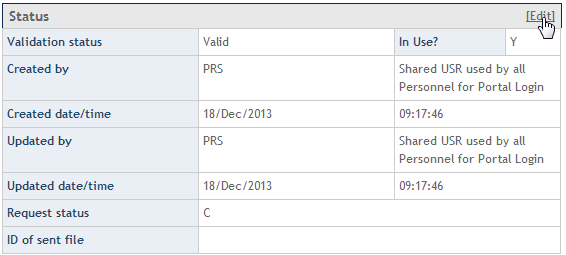 Status [Edit]
Validation status Valid In Use? Y
Created by PRS Shared USR used by all
Personnel for Portal Login
Created date/time 18/Dec/2013 09:17:46
Updated by PRS Shared USR used by all
Personnel for Portal Login
Updated date/time 18/Dec/2013 09:17:46
Request status C
ID of sent file